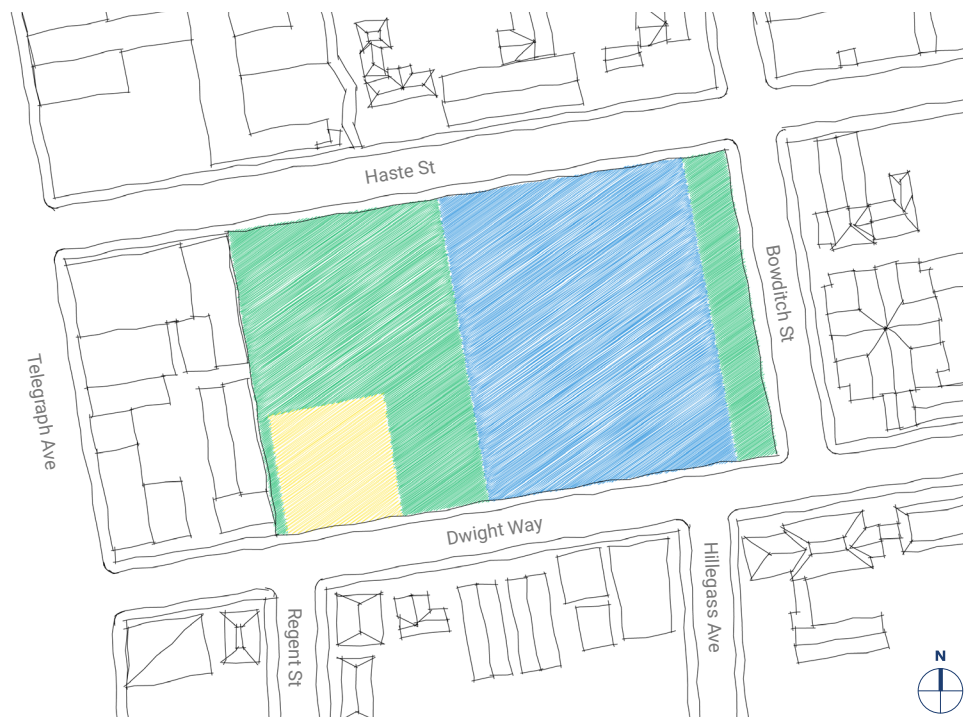 Haste St
Bowditch St
Telegraph Ave
Dwight Way
Hillegass Ave
Regent St
N